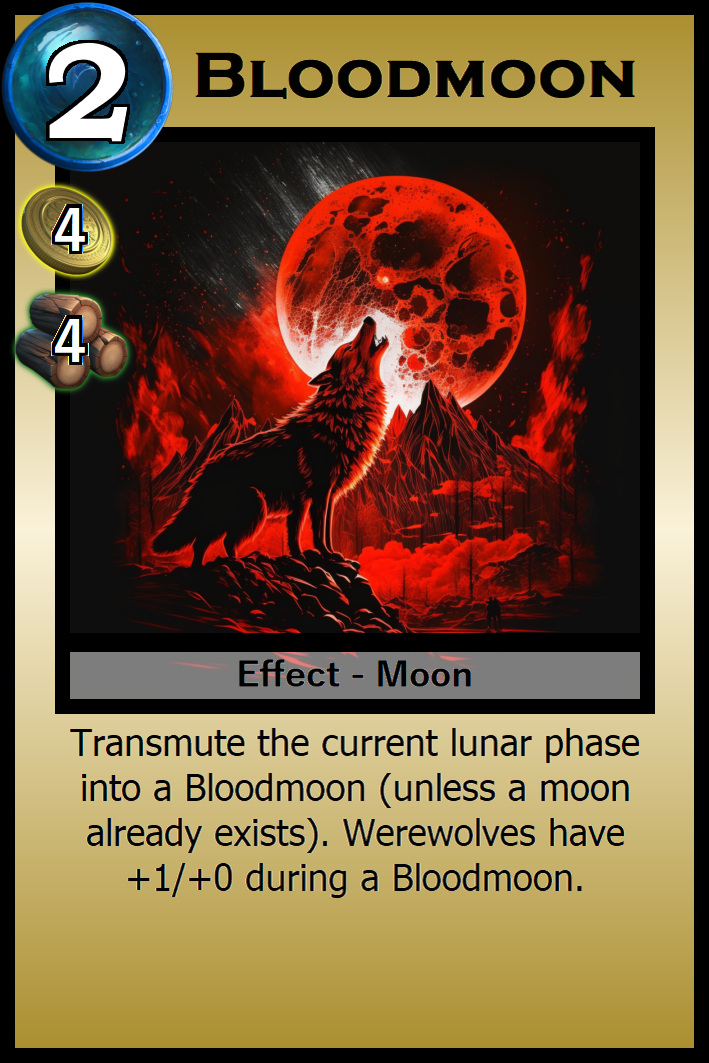 2
Bloodmoon
4
4
Effect - Moon
Transmute the current lunar phase
into a Bloodmoon (unless a moon
already exists). Werewolves have
+1/+0 during a Bloodmoon.